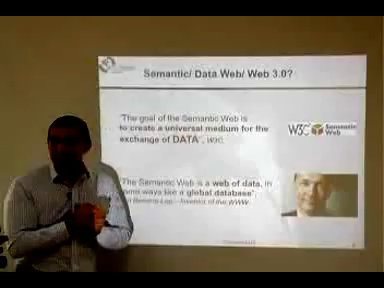 Semantic/ Data Web/ Web 3.0?
"The goal of the Semantic Web is
to create a universal medium for the
exchange of DATA", W3C
W3C Semantic
Web
"The Semantic Web is a web of data, in
some ways like a global database"
Tim Berners-Lee - Inventor of the WWW